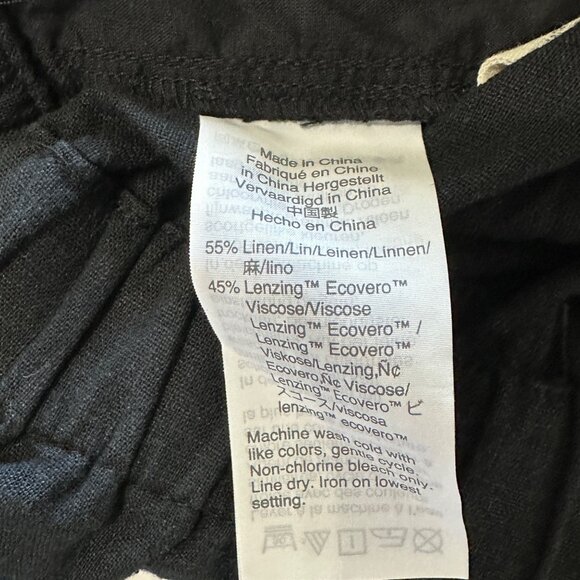 Made in China
Fabriqué en Chine
in China Hergestellt
Vervaardigd in China
中国製
Hecho en China
55% Linen/Lin/Leinen/Linnen/
麻/lino
45% Lenzing™ Ecovero™
Viscose/Viscose
Lenzing™ Ecovero™ /
Lenzing™ Ecovero™
Viskose/Lenzing‚Ñ¢
Ecovero‚Ñ¢ Viscose/
Lenzing™ Ecovero™ ビ
スコース/viscosa
lenzing™ ecovero™
Machine wash cold with
like colors, gentle cycle.
Non-chlorine bleach only.
Line dry. Iron on lowest
setting.